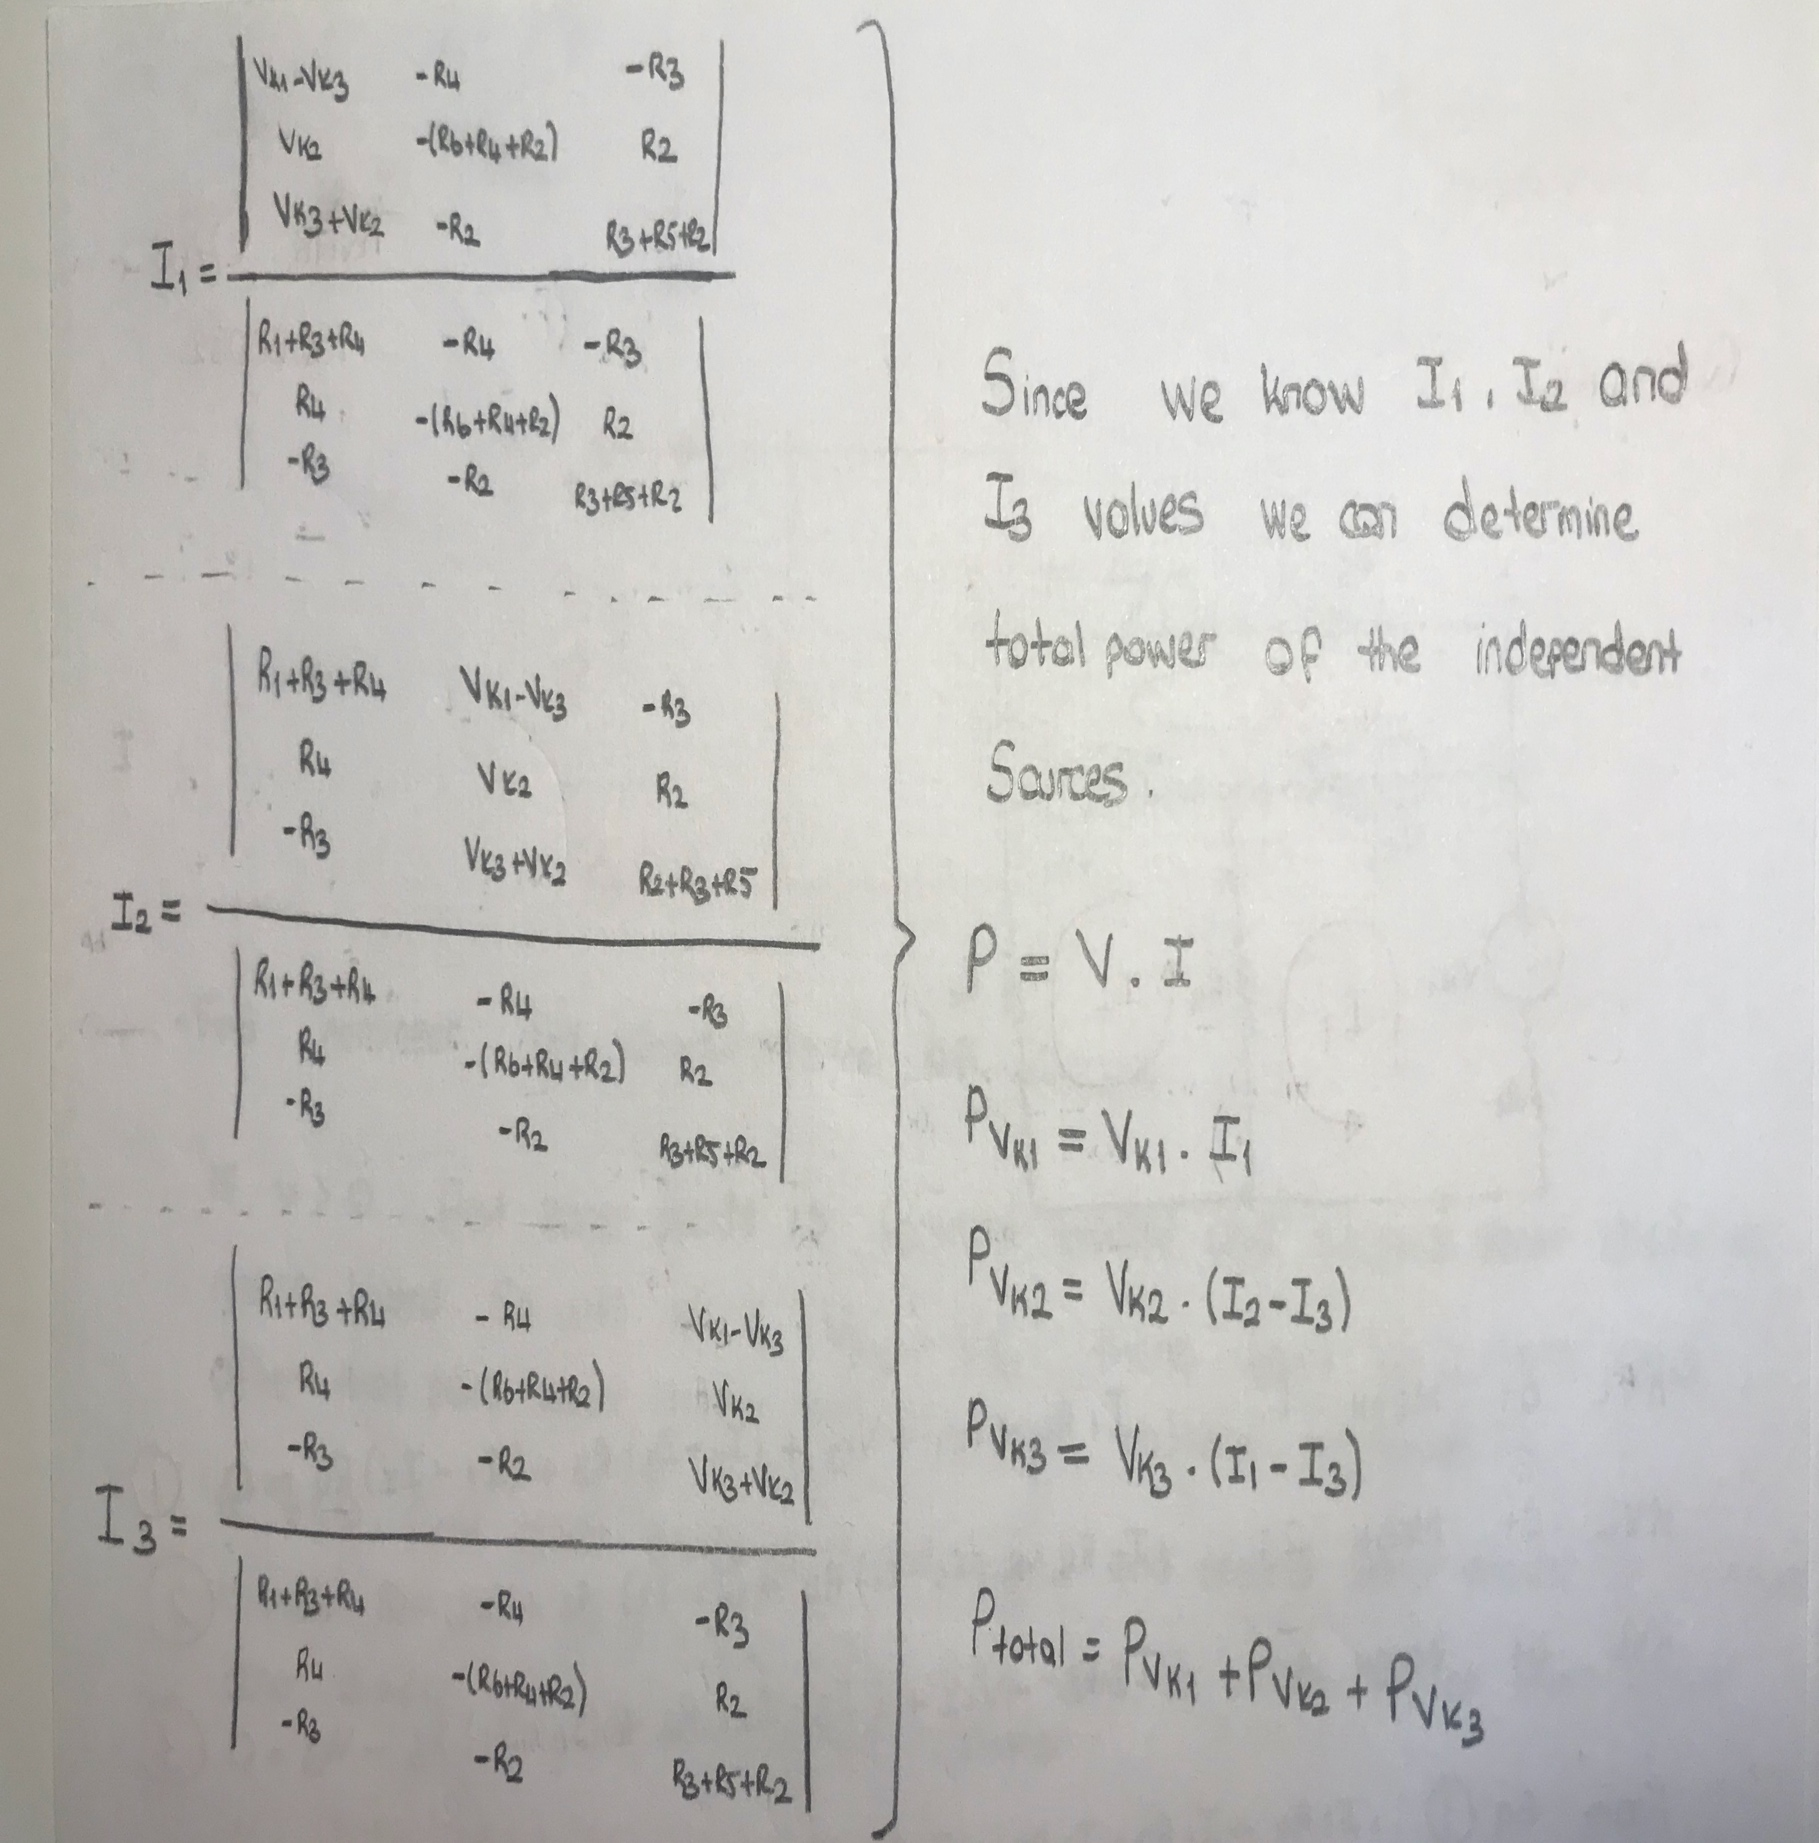 VK1-VK3 -R4 -R3
VK2 -(R6+R4+R2) R2
VK3+VK2 -R2 R3+R5+R2
I1 =
R1+R3+R4 -R4 -R3
R4 -(R6+R4+R2) R2
-R3 -R2 R3+R5+R2
R1+R3+R4 VK1-VK3 -R3
R4 VK2 R2
-R3 VK3+VK2 R2+R3+R5
I2 =
R1+R3+R4 -R4 -R3
R4 -(R6+R4+R2) R2
-R3 -R2 R3+R5+R2
R1+R3+R4 -R4 VK1-VK3
R4 -(R6+R4+R2) VK2
-R3 -R2 VK3+VK2
I3 =
R1+R3+R4 -R4 -R3
R4 -(R6+R4+R2) R2
-R3 -R2 R3+R5+R2
Since we know I1, I2 and
I3 values we can determine
total power of the independent
Sources.
P = V . I
PVK1 = VK1 . I1
PVK2 = VK2 . (I2-I3)
PVK3 = VK3 . (I1-I3)
Ptotal = PVK1 + PVK2 + PVK3